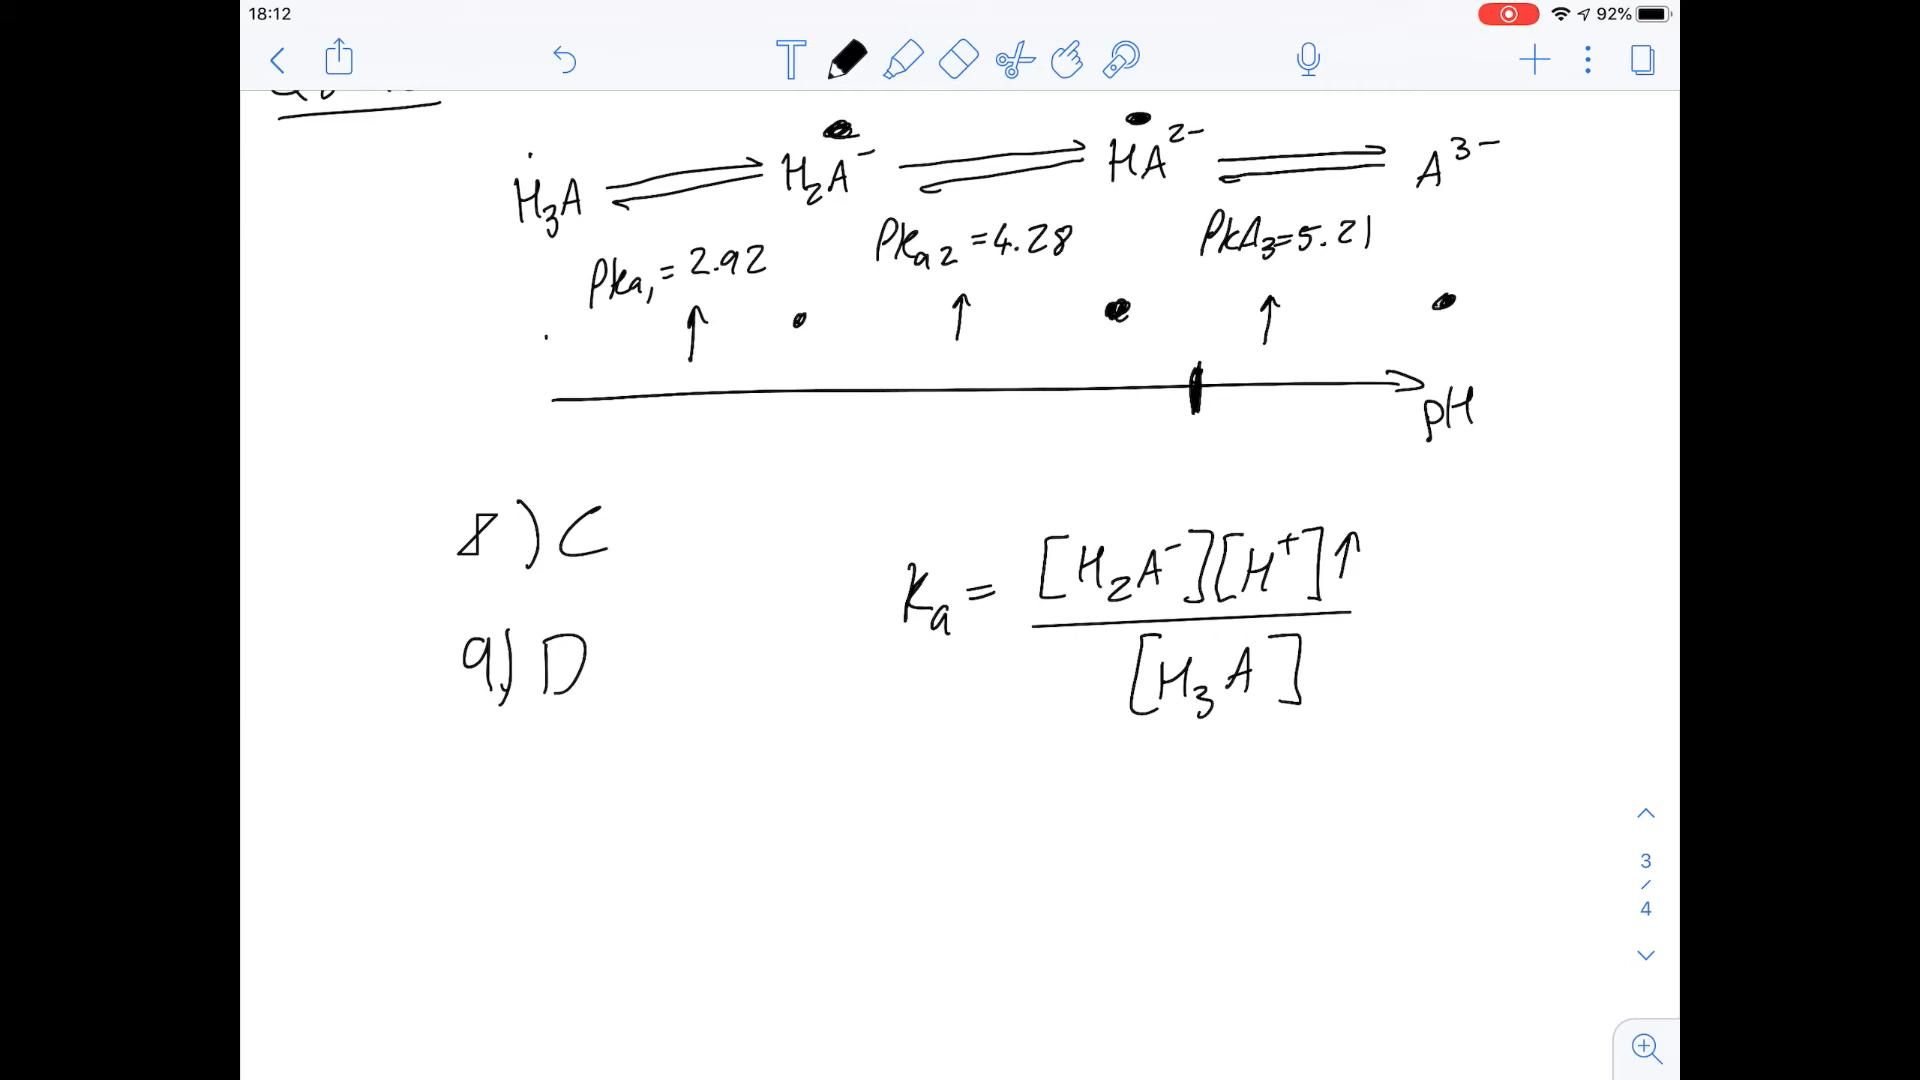 18:12
92%
T
H₃A ⇌ H₂A⁻ ⇌ HA²⁻ ⇌ A³⁻
Pka₁ = 2.92
Pka₂ = 4.28
PkA₃ = 5.21
↑ ↑ ↑
pH
8) C
9) D
Ka = [H₂A⁻][H⁺]↑ / [H₃A]
3
/
4